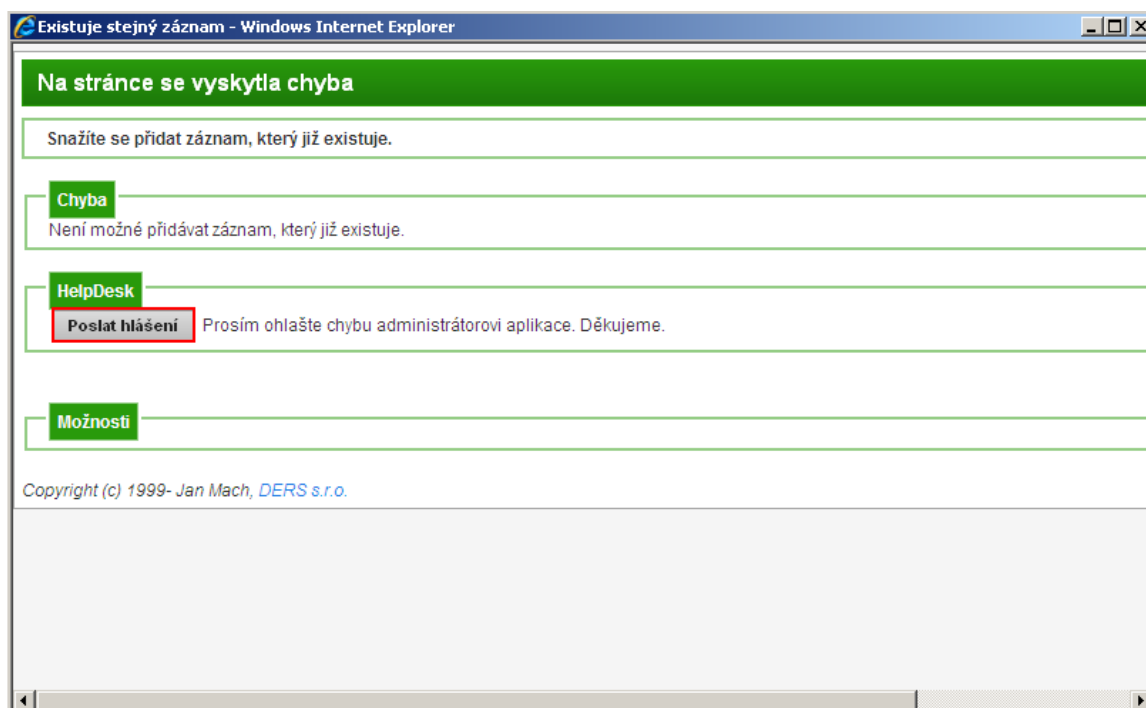 Existuje stejný záznam - Windows Internet Explorer
Na stránce se vyskytla chyba
Snažíte se přidat záznam, který již existuje.
Chyba
Není možné přidávat záznam, který již existuje.
HelpDesk
Poslat hlášení Prosím ohlašte chybu administrátorovi aplikace. Děkujeme.
Možnosti
Copyright (c) 1999- Jan Mach, DERS s.r.o.